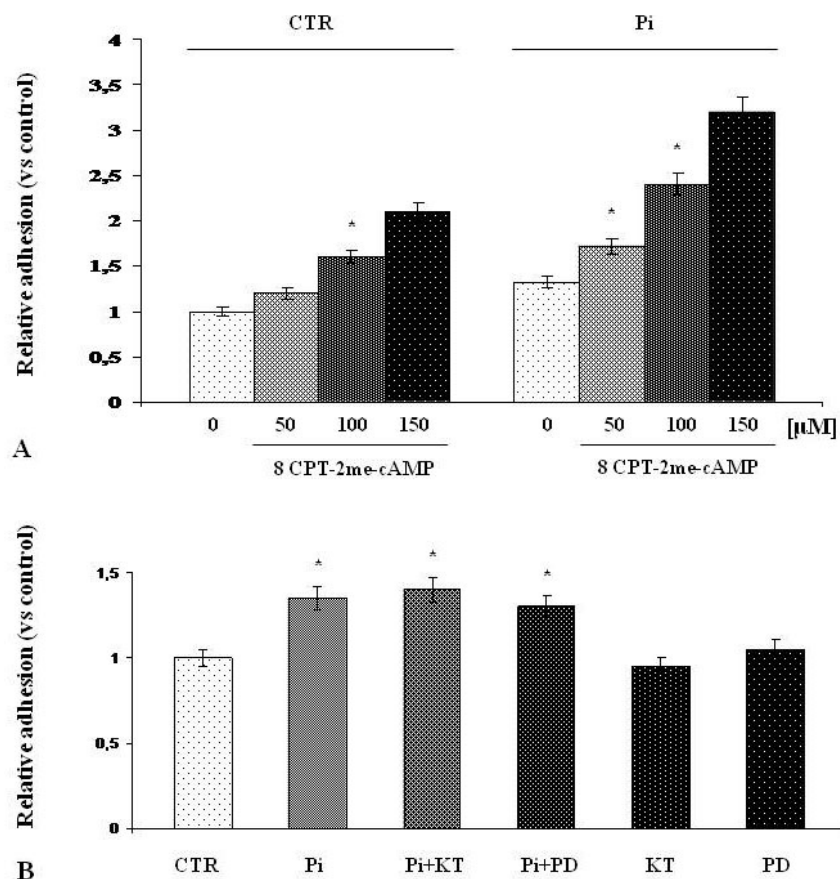 CTR Pi
4
3,5
3
2,5
2
1,5
1
0,5
0
Relative adhesion (vs control)
* * *
0 50 100 150 0 50 100 150 [µM]
8 CPT-2me-cAMP 8 CPT-2me-cAMP
A
1,5
1
0,5
0
Relative adhesion (vs control)
* * *
CTR Pi Pi+KT Pi+PD KT PD
B